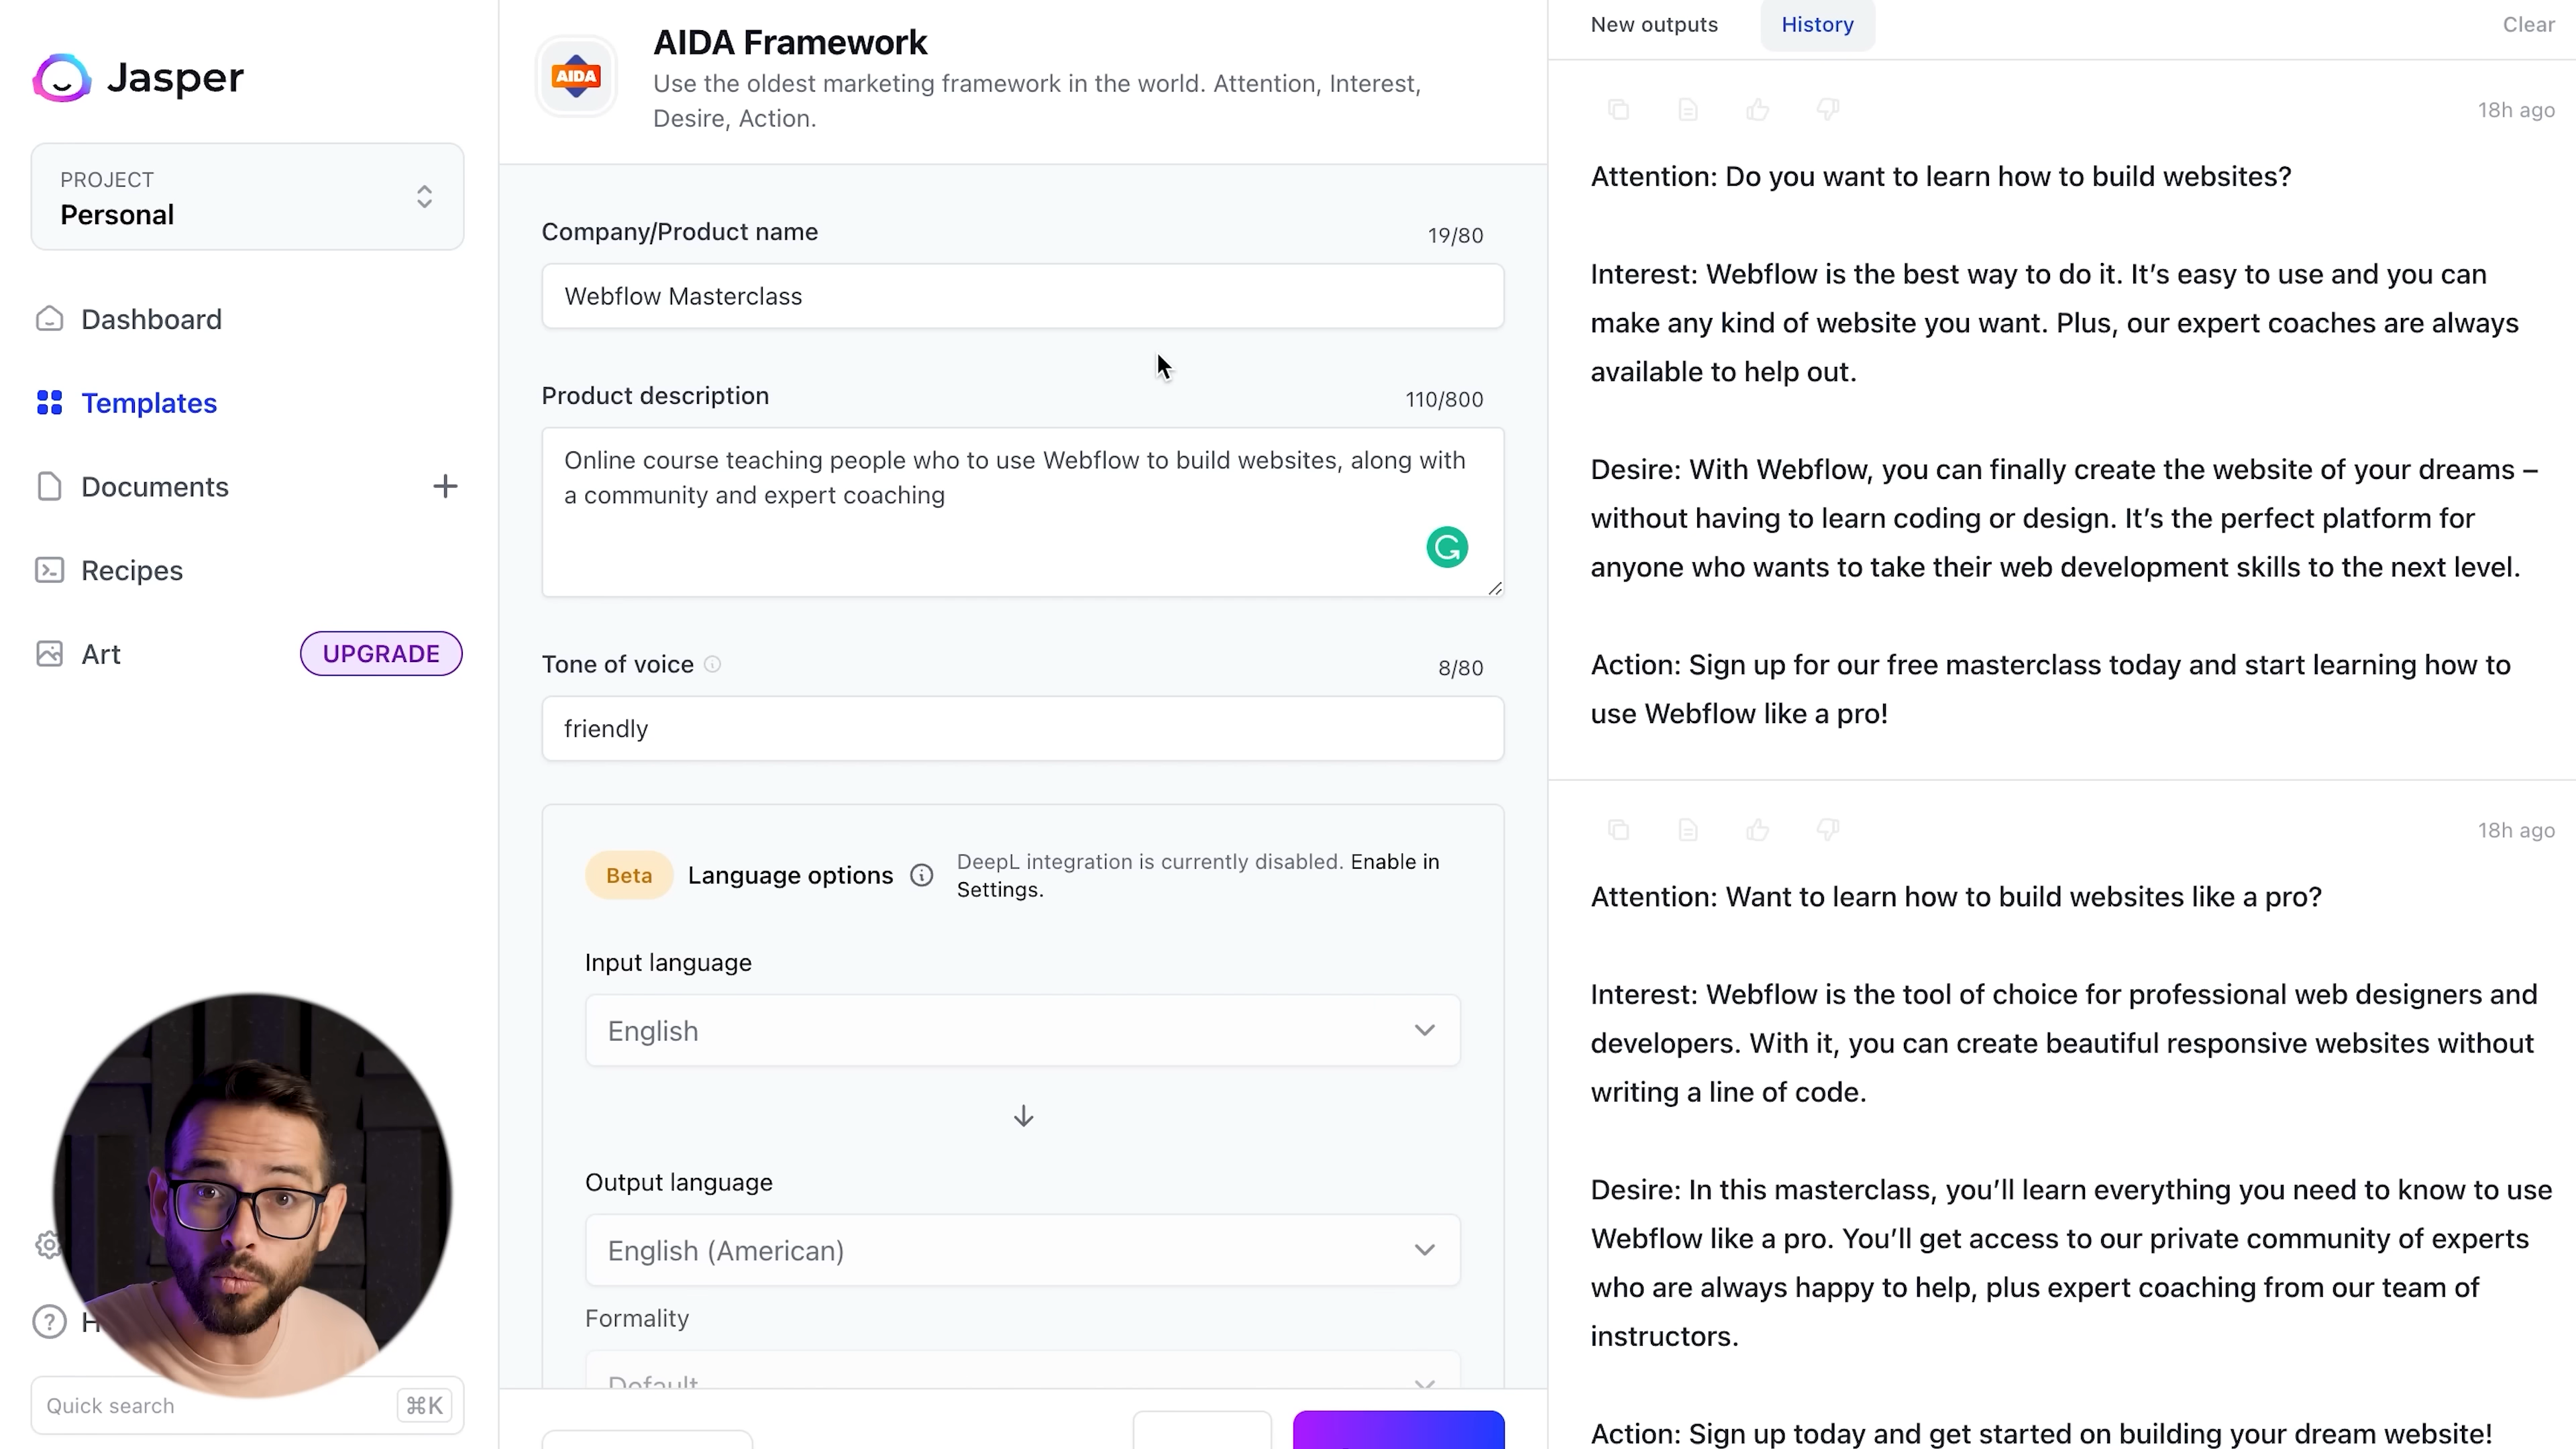 Jasper
PROJECT
Personal
Dashboard
Templates
Documents
Recipes
Art
UPGRADE
H
Quick search
⌘K
AIDA
AIDA Framework
Use the oldest marketing framework in the world. Attention, Interest,
Desire, Action.
Company/Product name
19/80
Webflow Masterclass
Product description
110/800
Online course teaching people who to use Webflow to build websites, along with
a community and expert coaching
Tone of voice
8/80
friendly
Beta
Language options
DeepL integration is currently disabled. Enable in
Settings.
Input language
English
Output language
English (American)
Formality
Default
New outputs
History
Clear
18h ago
Attention: Do you want to learn how to build websites?
Interest: Webflow is the best way to do it. It’s easy to use and you can
make any kind of website you want. Plus, our expert coaches are always
available to help out.
Desire: With Webflow, you can finally create the website of your dreams –
without having to learn coding or design. It’s the perfect platform for
anyone who wants to take their web development skills to the next level.
Action: Sign up for our free masterclass today and start learning how to
use Webflow like a pro!
18h ago
Attention: Want to learn how to build websites like a pro?
Interest: Webflow is the tool of choice for professional web designers and
developers. With it, you can create beautiful responsive websites without
writing a line of code.
Desire: In this masterclass, you’ll learn everything you need to know to use
Webflow like a pro. You’ll get access to our private community of experts
who are always happy to help, plus expert coaching from our team of
instructors.
Action: Sign up today and get started on building your dream website!